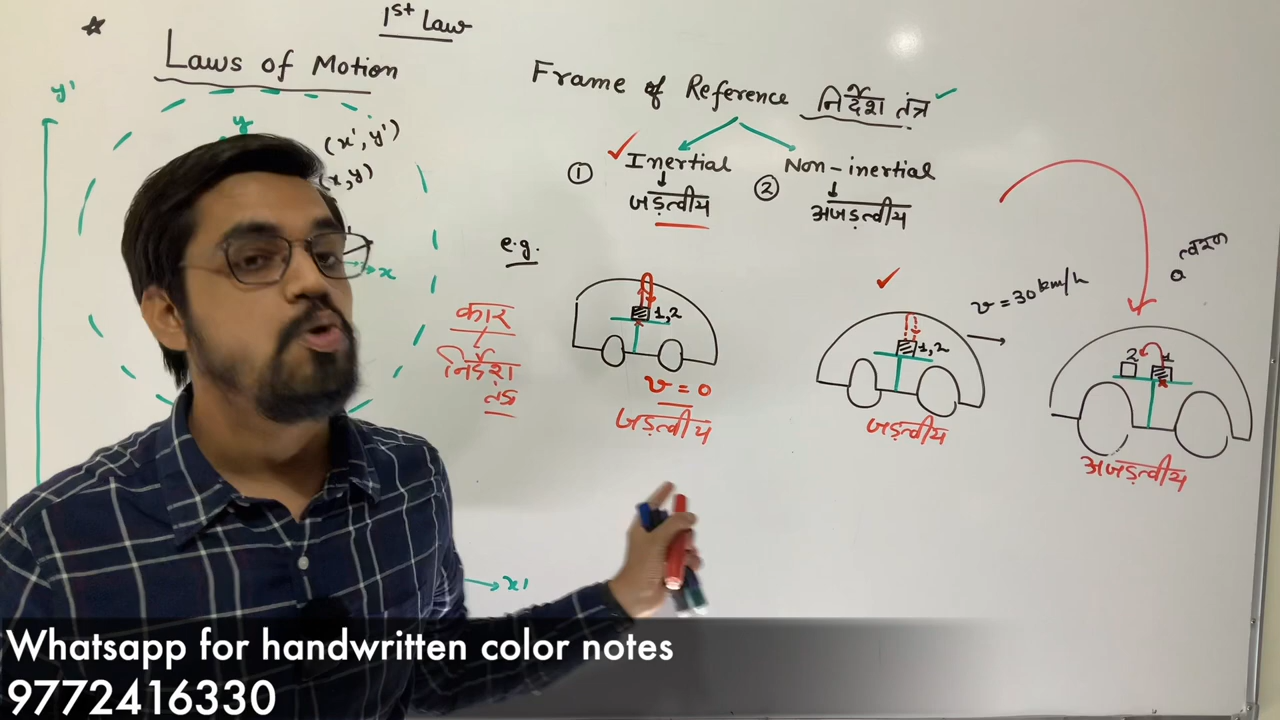 1st Law
Laws of Motion
y'
y
(x', y')
(x, y)
x
x'
Frame of Reference निर्देश तंत्र
① Inertial
जड़त्वीय
② Non-inertial
अजड़त्वीय
e.g.
कार
निर्देश
तंत्र
1,2
v = 0
जड़त्वीय
1,2
v = 30 km/h
जड़त्वीय
त्वरण
a
2
1
अजड़त्वीय
Whatsapp for handwritten color notes
9772416330